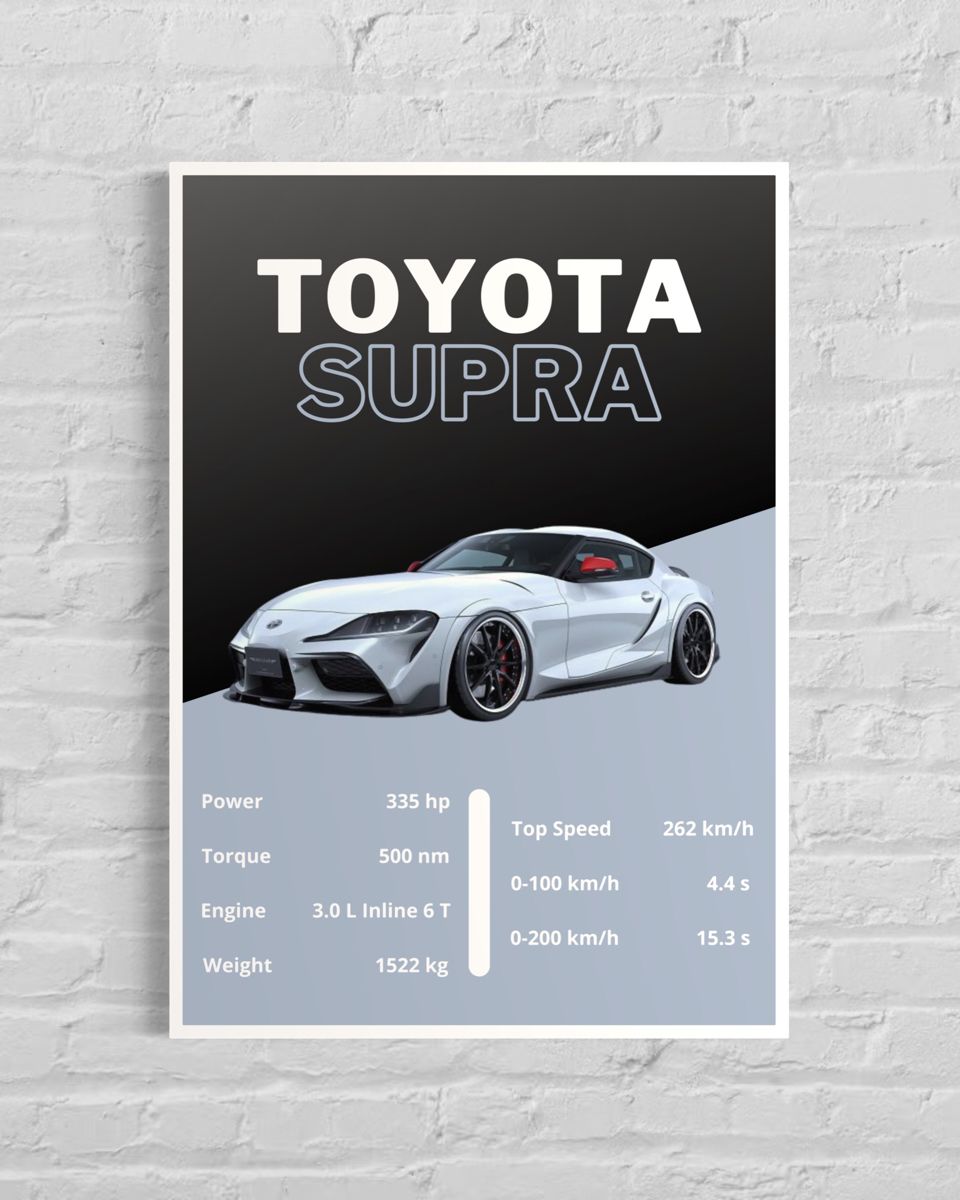 TOYOTA
SUPRA
Power 335 hp
Torque 500 nm
Engine 3.0 L Inline 6 T
Weight 1522 kg
Top Speed 262 km/h
0-100 km/h 4.4 s
0-200 km/h 15.3 s